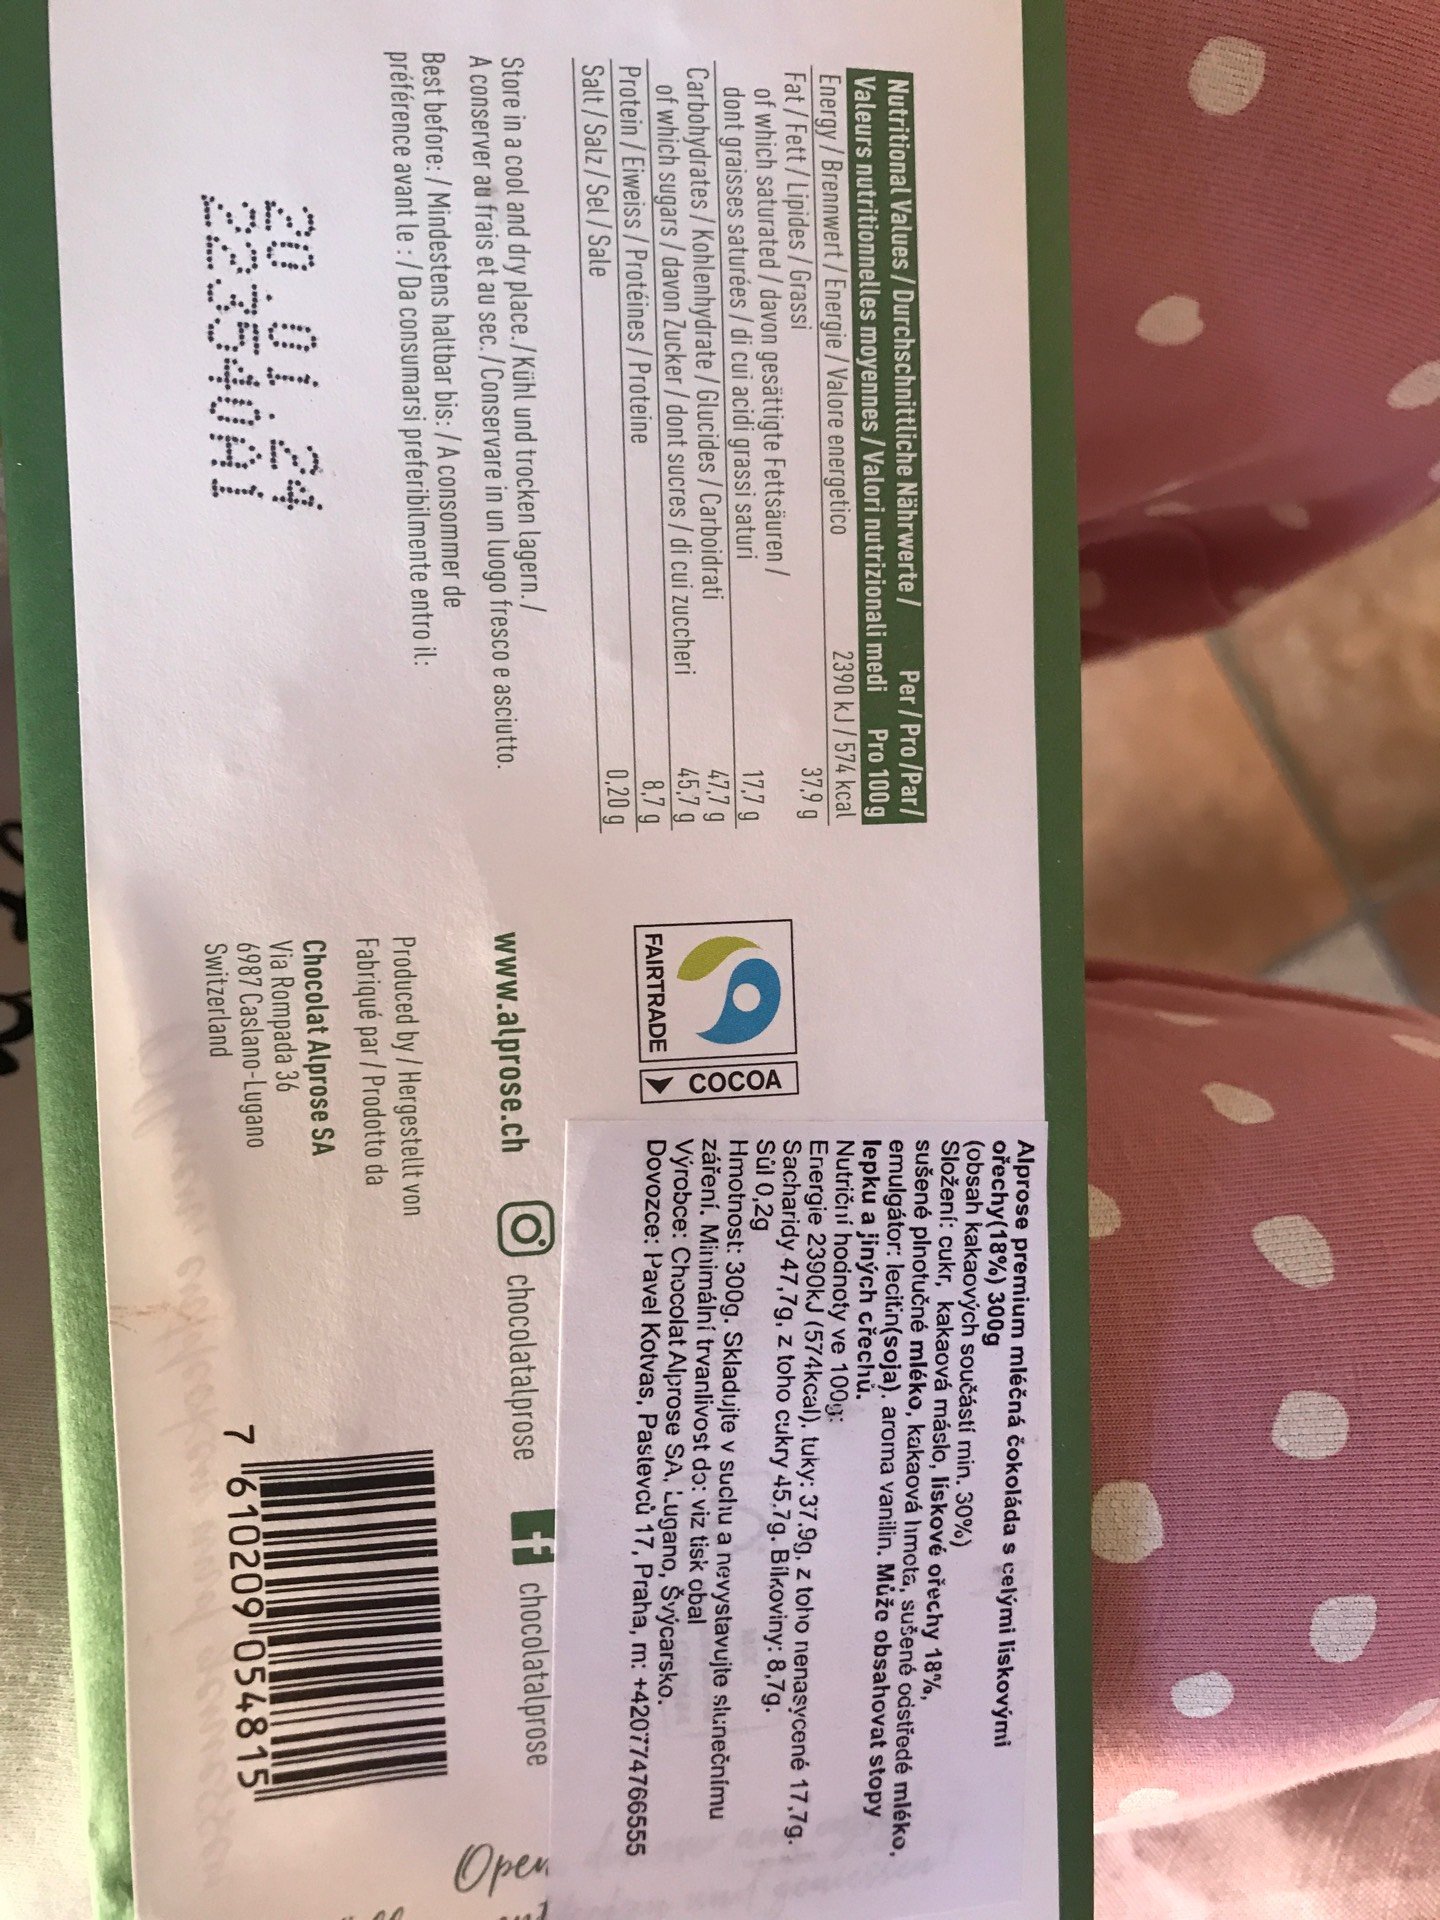 Nutritional Values / Durchschnittliche Nährwerte / Per / Pro /Par/
Valeurs nutritionnelles moyennes / Valori nutrizionali medi Pro 100g
Energy / Brennwert / Energie / Valore energetico 2390 kJ / 574 kcal
Fat / Fett / Lipides / Grassi 37,9 g
of which saturated / davon gesättigte Fettsäuren /
dont graisses saturées / di cui acidi grassi saturi 17,7 g
Carbohydrates / Kohlenhydrate / Glucides / Carboidrati 47,7 g
of which sugars / davon Zucker / dont sucres / di cui zuccheri 45,7 g
Protein / Eiweiss / Protéines / Proteine 8,7 g
Salt / Salz / Sel / Sale 0,20 g
Store in a cool and dry place. / Kühl und trocken lagern. /
A conserver au frais et au sec. / Conservare in un luogo fresco e asciutto.
Best before: / Mindestens haltbar bis: / A consommer de
préférence avant le : / Da consumarsi preferibilmente entro il:
20.01.24
223540A1
FAIRTRADE
COCOA
www.alprose.ch
chocolatalprose
chocolatalprose
Produced by / Hergestellt von
Fabriqué par / Prodotto da
Chocolat Alprose SA
Via Rompada 36
6987 Caslano-Lugano
Switzerland
7 610209 054815
Alprose premium mléčná čokoláda s celými lískovými
ořechy(18%) 300g
(obsah kakaových součástí min. 30%)
Složení: cukr, kakaová máslo, lískové ořechy 18%,
sušené plnotučné mléko, kakaová hmota, sušené odstředé mléko,
emulgátor: lecitin(soja). aroma vanilin. Může obsahovat stopy
lepku a jiných ořechů.
Nutriční hodnoty ve 100g:
Energie 2390kJ (574kcal). tuky: 37.9g, z toho nenasycené 17,7g.
Sacharidy 47,7g, z toho cukry 45.7g. Bílkoviny: 8,7g.
Sůl 0,2g
Hmotnost: 300g. Skladujte v suchu a nevystavujte slunečnímu
záření. Minimální trvanlivost do: viz tisk obal
Výrobce: Chocolat Alprose SA, Lugano, Švýcarsko.
Dovozce: Pavel Kotvas, Pastevců 17, Praha, m: +420774766555
Open